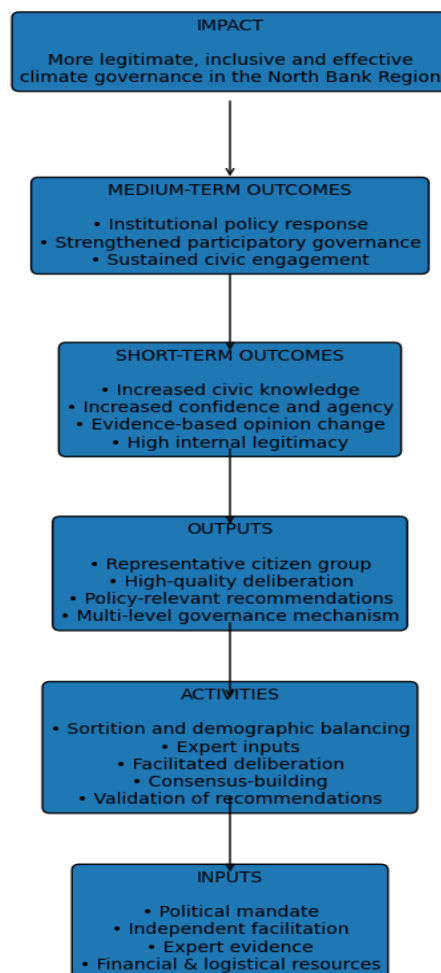 IMPACT
More legitimate, inclusive and effective
climate governance in the North Bank Region
MEDIUM-TERM OUTCOMES
• Institutional policy response
• Strengthened participatory governance
• Sustained civic engagement
SHORT-TERM OUTCOMES
• Increased civic knowledge
• Increased confidence and agency
• Evidence-based opinion change
• High internal legitimacy
OUTPUTS
• Representative citizen group
• High-quality deliberation
• Policy-relevant recommendations
• Multi-level governance mechanism
ACTIVITIES
• Sortition and demographic balancing
• Expert inputs
• Facilitated deliberation
• Consensus-building
• Validation of recommendations
INPUTS
• Political mandate
• Independent facilitation
• Expert evidence
• Financial & logistical resources